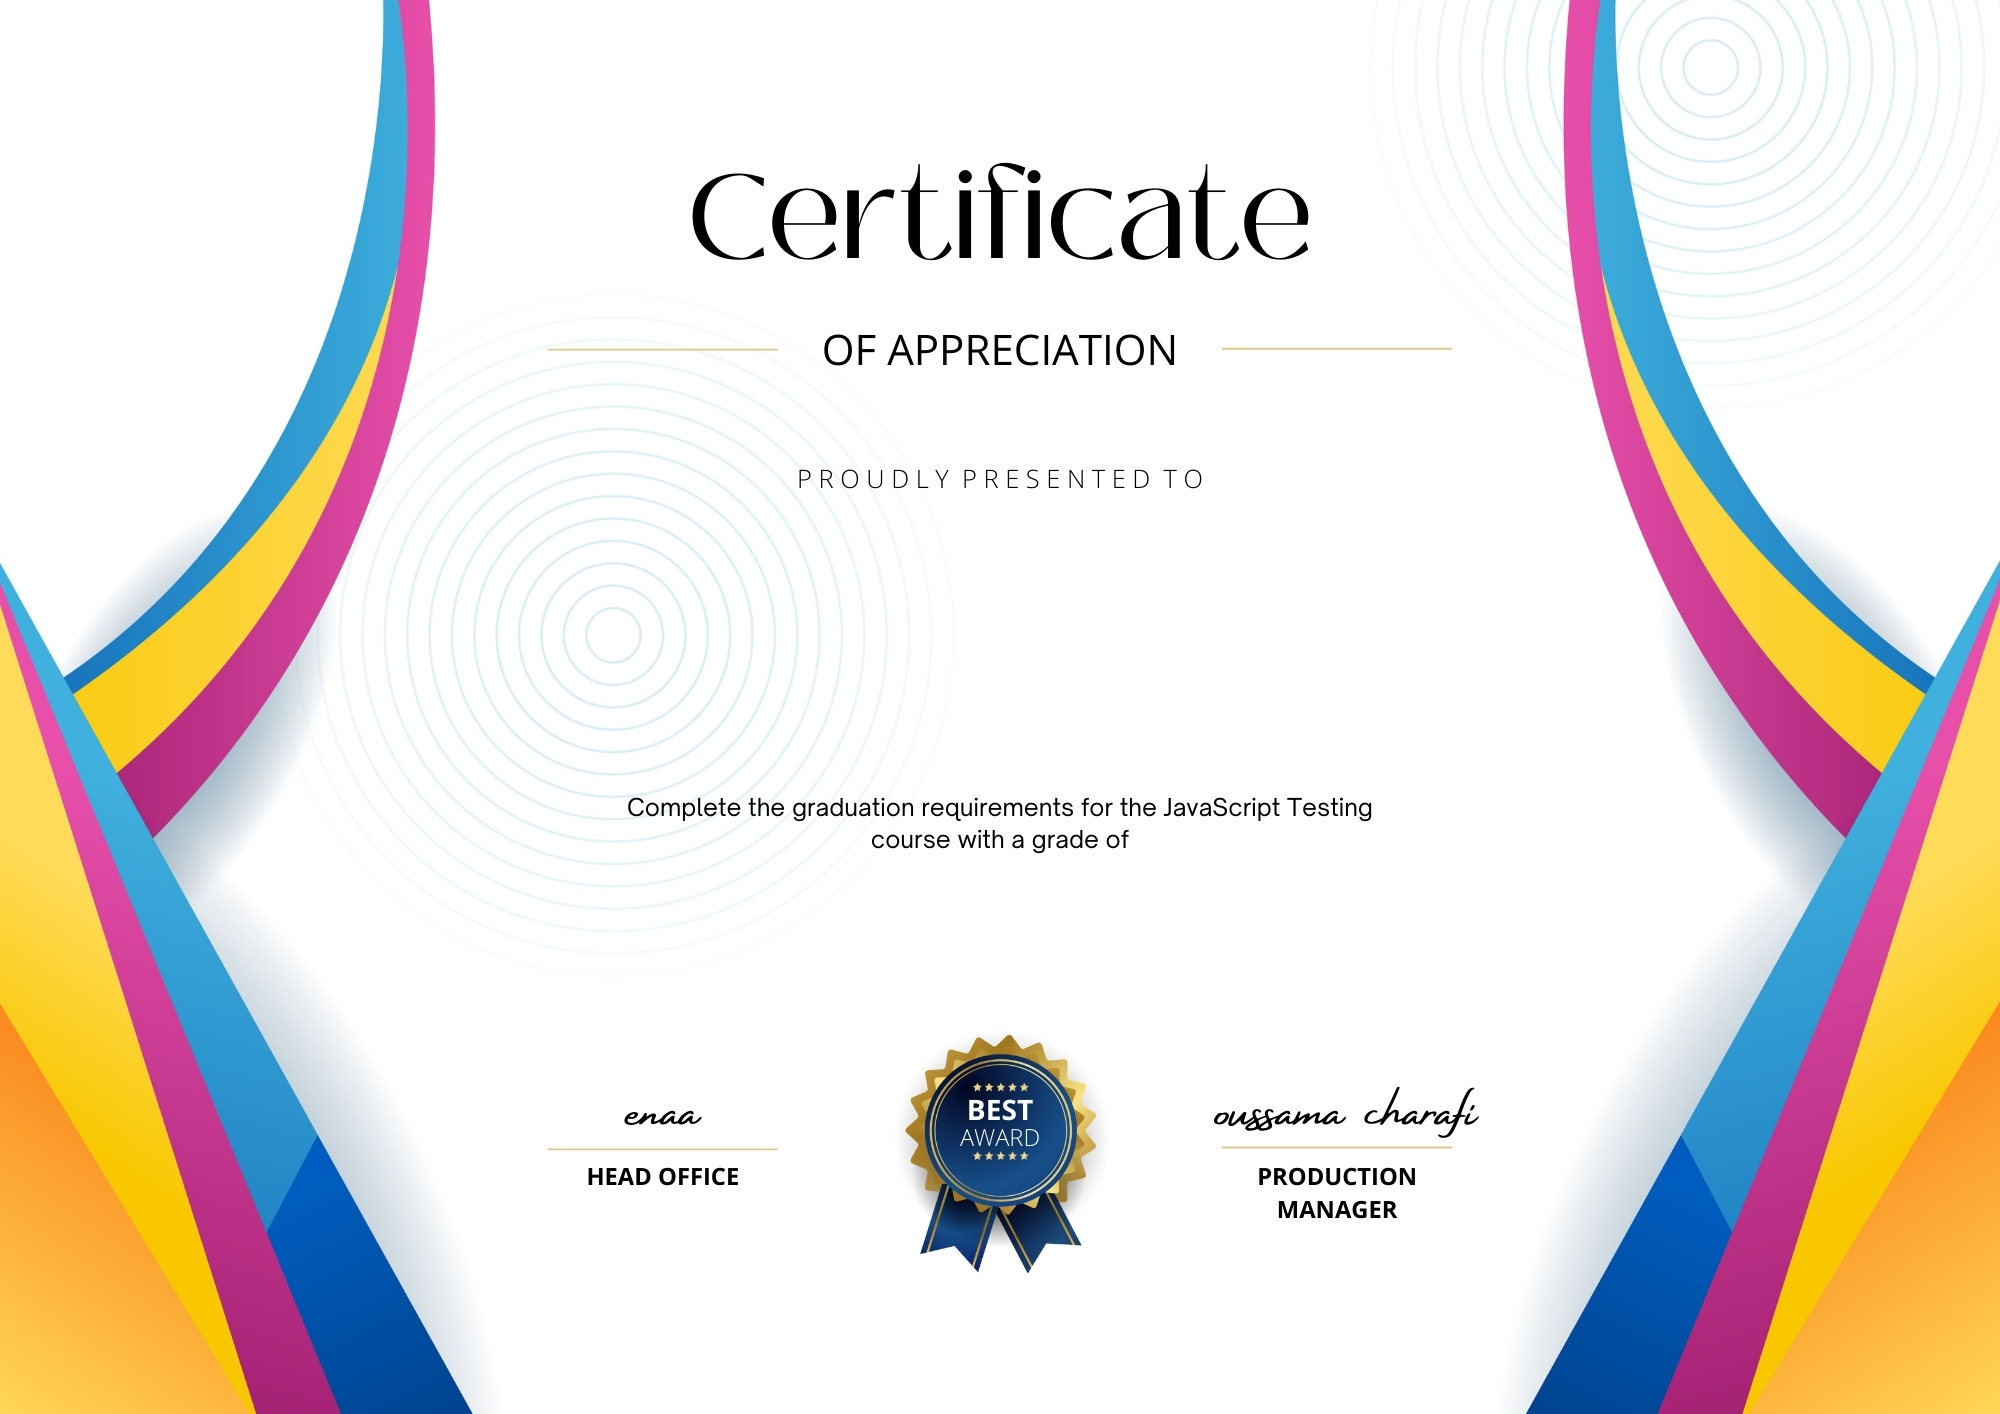 Certificate
OF APPRECIATION
PROUDLY PRESENTED TO
Complete the graduation requirements for the JavaScript Testing
course with a grade of
BEST
AWARD
enaa
HEAD OFFICE
oussama charafi
PRODUCTION
MANAGER